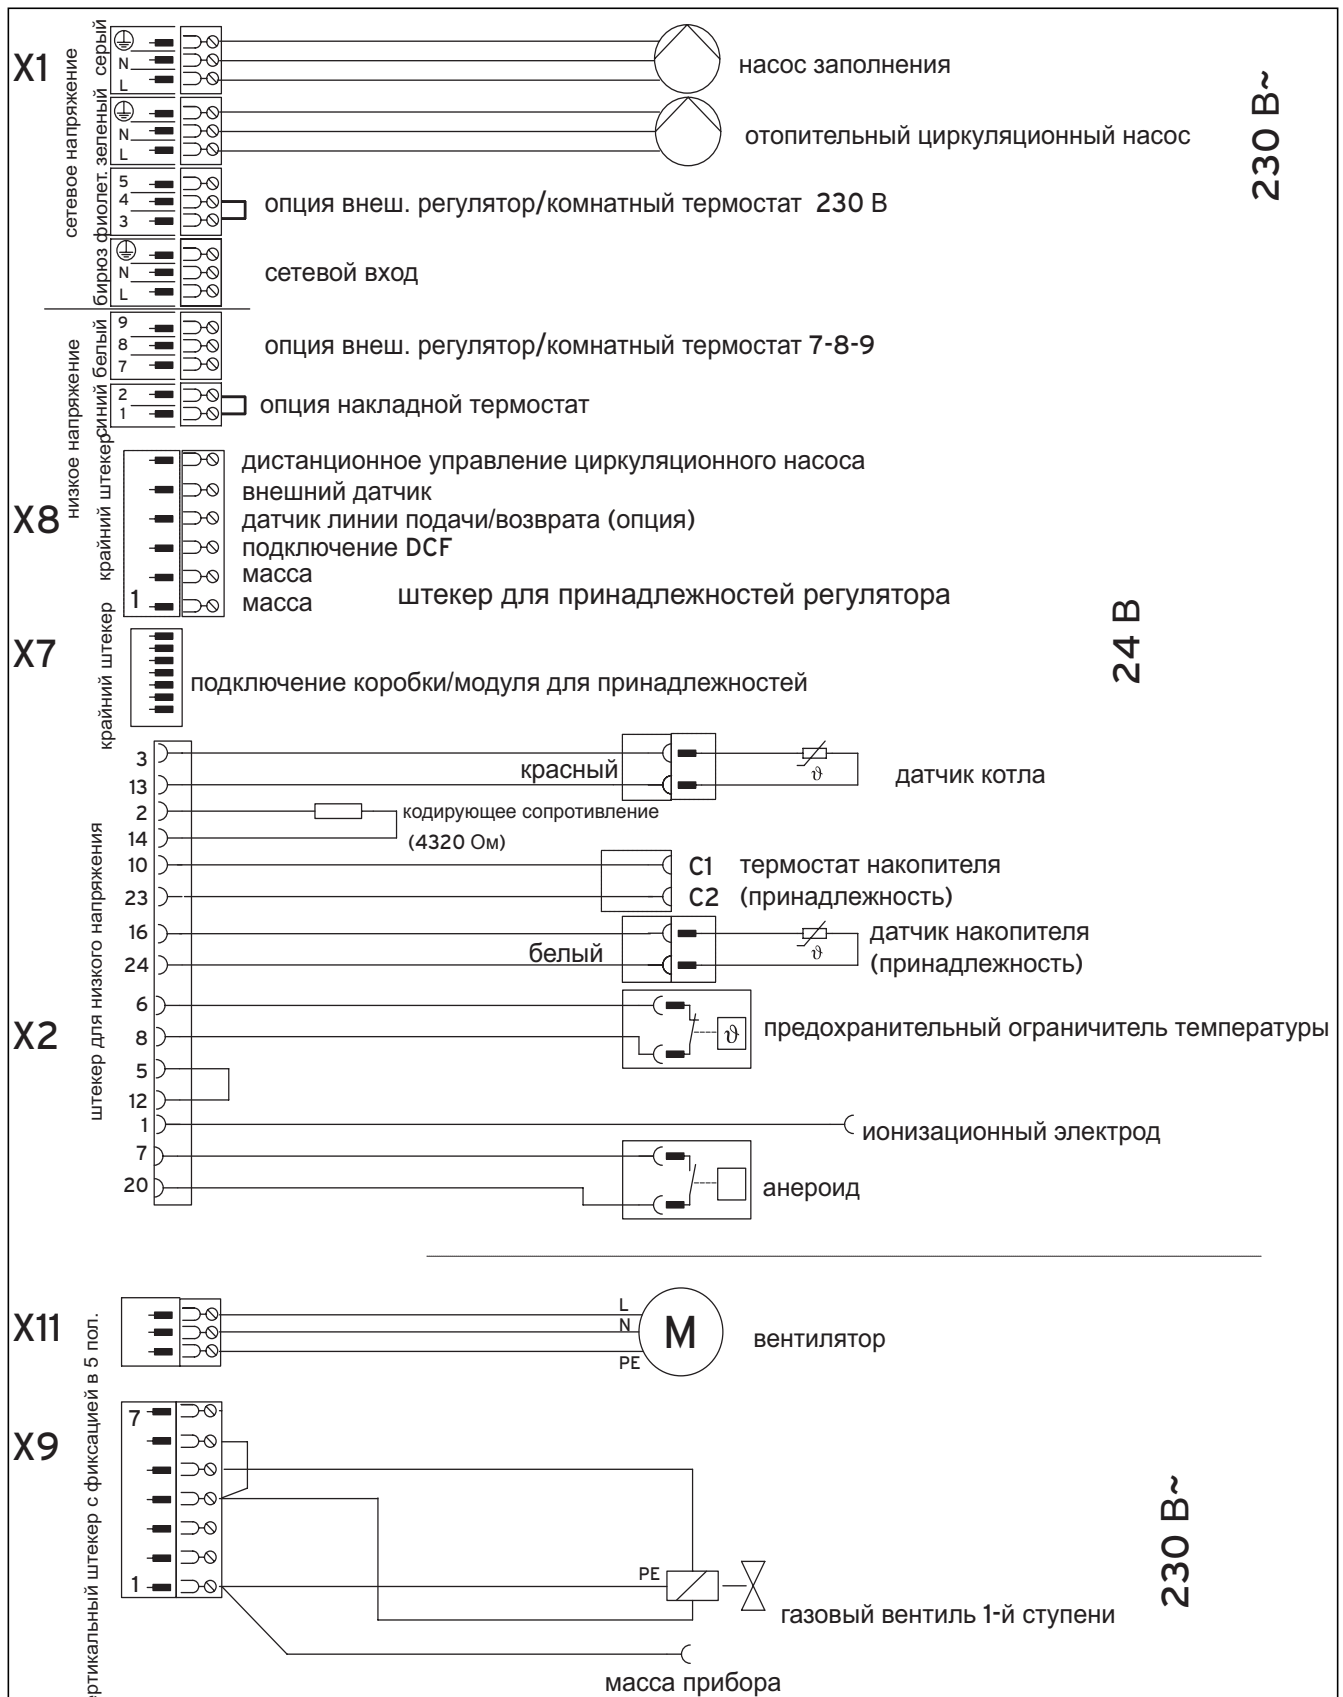 X1
сетевое напряжение
серый
N
L
насос заполнения
230 В~
зеленый
N
L
отопительный циркуляционный насос
фиолет.
5
4
3
опция внеш. регулятор/комнатный термостат 230 В
бирюз
N
L
сетевой вход
низкое напряжение
белый
9
8
7
опция внеш. регулятор/комнатный термостат 7-8-9
синий
2
1
опция накладной термостат
X8
крайний штекер
дистанционное управление циркуляционного насоса
внешний датчик
датчик линии подачи/возврата (опция)
подключение DCF
масса
1
масса
штекер для принадлежностей регулятора
24 В
X7
крайний штекер
подключение коробки/модуля для принадлежностей
X2
штекер для низкого напряжения
3
13
красный
ϑ
датчик котла
2
14
кодирующее сопротивление
(4320 Ом)
10
C1 термостат накопителя
23
C2 (принадлежность)
16
24
белый
ϑ
датчик накопителя
(принадлежность)
6
8
ϑ
предохранительный ограничитель температуры
5
12
1
ионизационный электрод
7
20
анероид
X11
L
N
PE
M
вентилятор
X9
ертикальный штекер с фиксацией в 5 пол.
7
1
PE
газовый вентиль 1-й ступени
230 В~
масса прибора